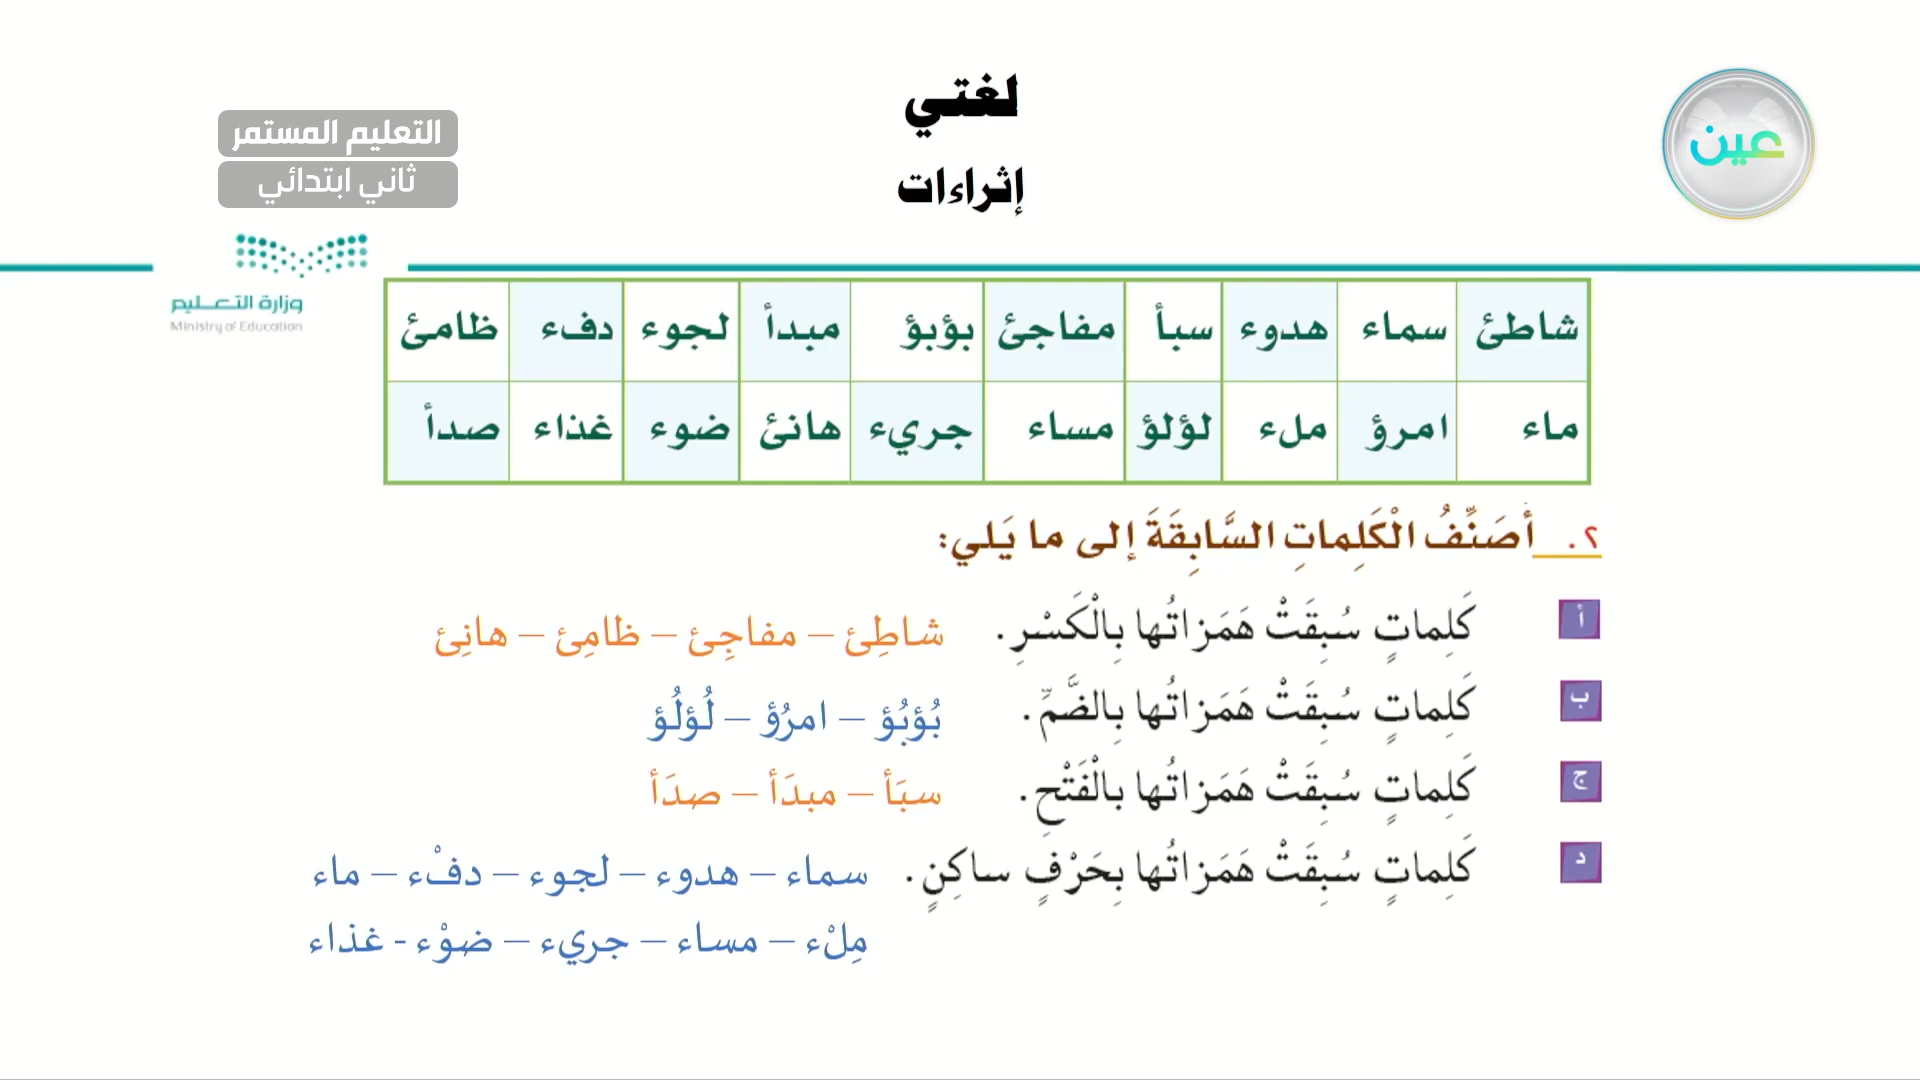 لغتي
إثراءات
عين
التعليم المستمر
ثاني ابتدائي
وزارة التعليم
Ministry of Education
شاطئ سماء هدوء سبأ مفاجئ بؤبؤ مبدأ لجوء دفء ظامئ
ماء امرؤ ملء لؤلؤ مساء جريء هانئ ضوء غذاء صدأ
٢. أُصَنِّفُ الْكَلِماتِ السَّابِقَةَ إلى ما يَلي:
أ كَلِماتٍ سُبِقَتْ هَمَزاتُها بِالْكَسْرِ. شاطِئ – مفاجِئ – ظامِئ – هانِئ
ب كَلِماتٍ سُبِقَتْ هَمَزاتُها بِالضَّمِّ. بُؤبُؤ – امرُؤ – لُؤلُؤ
ج كَلِماتٍ سُبِقَتْ هَمَزاتُها بالْفَتْحِ. سبَأ – مبدَأ – صدَأ
د كَلِماتٍ سُبِقَتْ هَمَزاتُها بِحَرْفٍ ساكِنٍ. سماء – هدوء – لجوء – دفْء – ماء
مِلْء – مساء – جريء – ضوْء - غذاء